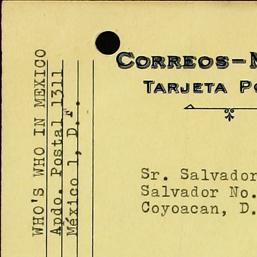 WHO'S WHO IN MEXICO
Apdo. Postal 1311
México 1, D. F.
CORREOS-
TARJETA
Sr. Salvador
Salvador No.
Coyoacan, D.